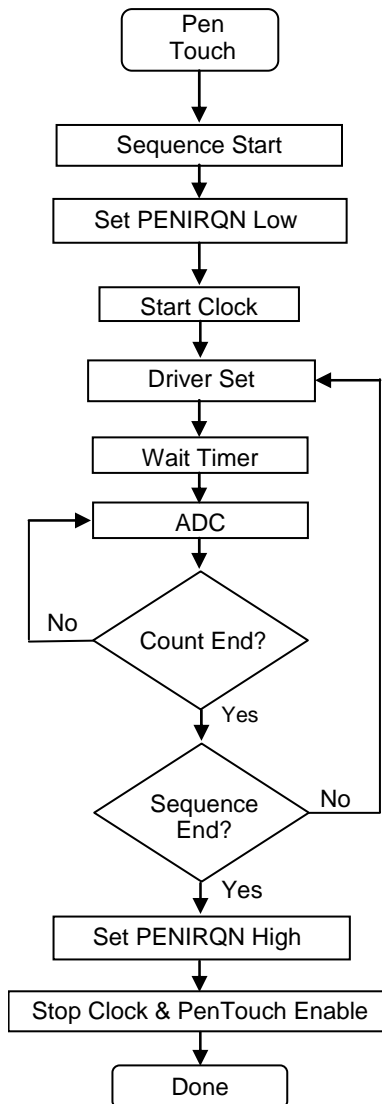 Pen
Touch
Sequence Start
Set PENIRQN Low
Start Clock
Driver Set
Wait Timer
ADC
No
Count End?
Yes
Sequence
End?
No
Yes
Set PENIRQN High
Stop Clock & PenTouch Enable
Done